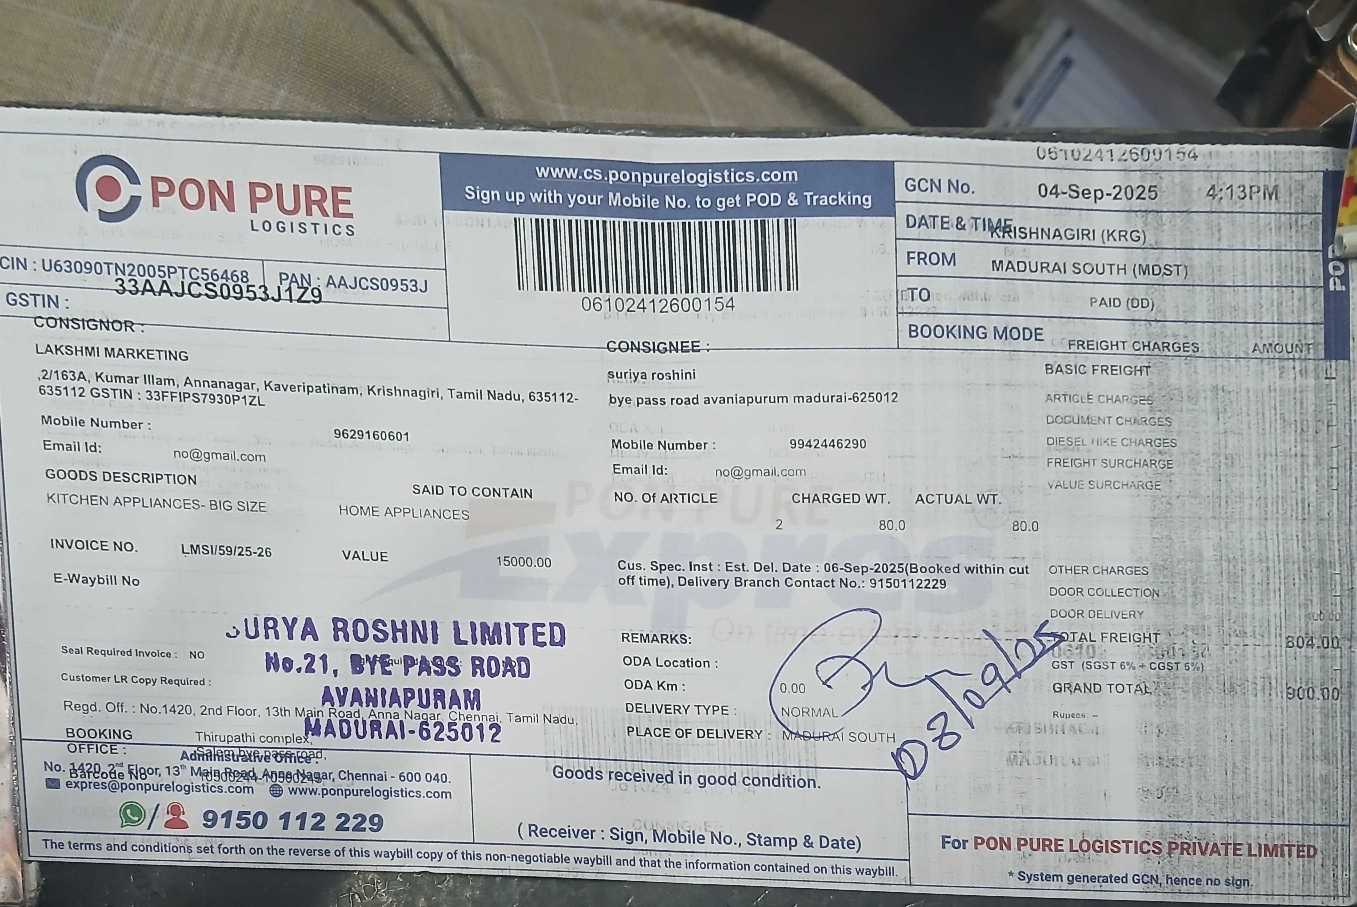 PON PURE
LOGISTICS
www.cs.ponpurelogistics.com
Sign up with your Mobile No. to get POD & Tracking
06102412600154
06102412600154
GCN No. 04-Sep-2025 4:13PM
DATE & TIME KRISHNAGIRI (KRG)
FROM MADURAI SOUTH (MDST)
TO PAID (DD)
BOOKING MODE
CIN : U63090TN2005PTC56468 PAN : AAJCS0953J
33AAJCS0953J1Z9
GSTIN :
CONSIGNOR :
LAKSHMI MARKETING
,2/163A, Kumar Illam, Annanagar, Kaveripatinam, Krishnagiri, Tamil Nadu, 635112-
635112 GSTIN : 33FFIPS7930P1ZL
Mobile Number : 9629160601
Email Id: no@gmail.com
CONSIGNEE :
suriya roshini
bye pass road avaniapurum madurai-625012
Mobile Number : 9942446290
Email Id: no@gmail.com
FREIGHT CHARGES AMOUNT
BASIC FREIGHT
ARTICLE CHARGES
DOCUMENT CHARGES
DIESEL HIKE CHARGES
FREIGHT SURCHARGE
VALUE SURCHARGE
GOODS DESCRIPTION SAID TO CONTAIN
KITCHEN APPLIANCES- BIG SIZE HOME APPLIANCES
NO. Of ARTICLE CHARGED WT. ACTUAL WT.
2 80.0 80.0
PON PURE
Expres
INVOICE NO. LMSI/59/25-26 VALUE 15000.00
E-Waybill No
Cus. Spec. Inst : Est. Del. Date : 06-Sep-2025(Booked within cut
off time), Delivery Branch Contact No.: 9150112229
OTHER CHARGES
DOOR COLLECTION
DOOR DELIVERY
TOTAL FREIGHT 804.00
GST (SGST 6% + CGST 6%)
GRAND TOTAL 900.00
Rupees: -
SURYA ROSHNI LIMITED
No.21, BYE PASS ROAD
AVANIAPURAM
MADURAI-625012
Seal Required Invoice : NO
Customer LR Copy Required :
REMARKS:
ODA Location :
ODA Km : 0.00
DELIVERY TYPE : NORMAL
PLACE OF DELIVERY : MADURAI SOUTH
08/09/25
Regd. Off. : No.1420, 2nd Floor, 13th Main Road, Anna Nagar, Chennai, Tamil Nadu,
BOOKING Thirupathi complex,
OFFICE : Salem bye pass road,
Administrative Office :
No. 1420, 2nd Floor, 13th Main Road, Anna Nagar, Chennai - 600 040.
Barcode No
expres@ponpurelogistics.com www.ponpurelogistics.com
9150 112 229
Goods received in good condition.
( Receiver : Sign, Mobile No., Stamp & Date)
For PON PURE LOGISTICS PRIVATE LIMITED
* System generated GCN, hence no sign.
The terms and conditions set forth on the reverse of this waybill copy of this non-negotiable waybill and that the information contained on this waybill.